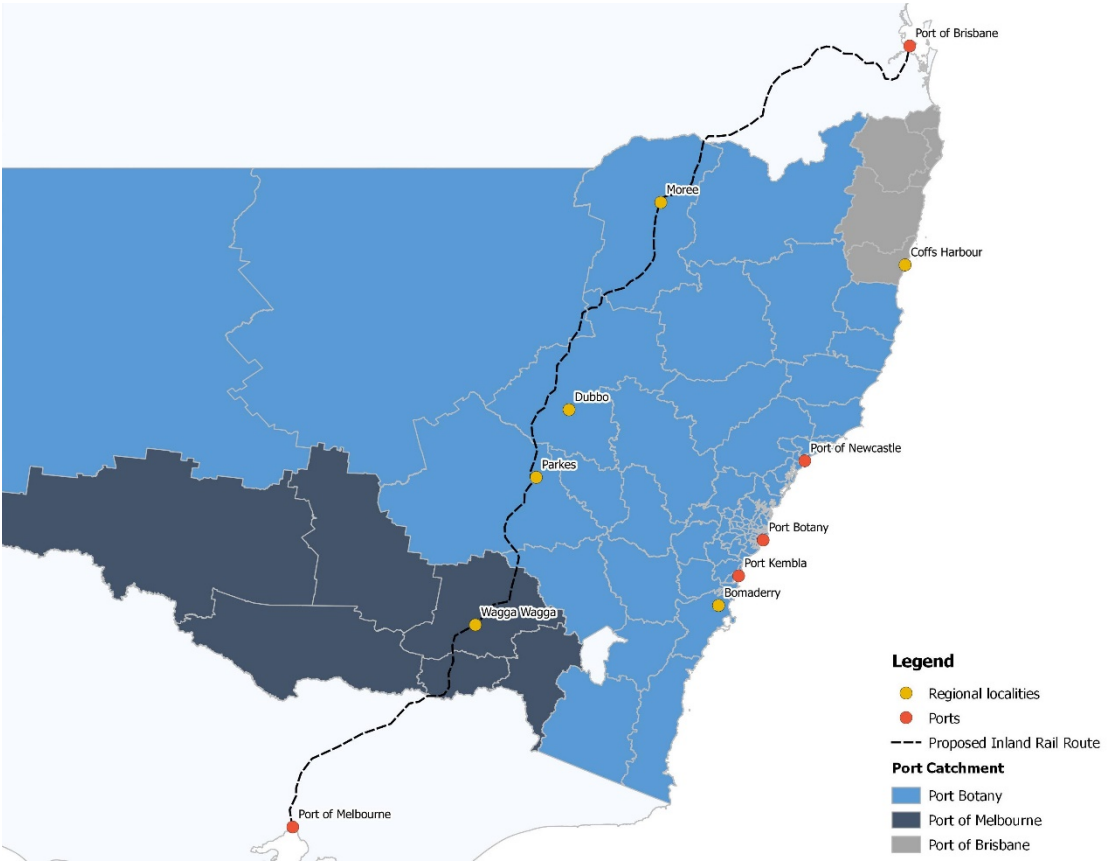 Port of Brisbane
Moree
Coffs Harbour
Dubbo
Port of Newcastle
Parkes
Port Botany
Port Kembla
Bomaderry
Wagga Wagga
Port of Melbourne
Legend
Regional localities
Ports
Proposed Inland Rail Route
Port Catchment
Port Botany
Port of Melbourne
Port of Brisbane